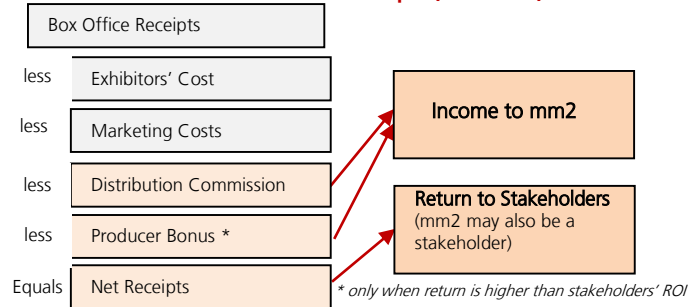 Box Office Receipts
less Exhibitors' Cost
less Marketing Costs
less Distribution Commission
less Producer Bonus *
Equals Net Receipts
Income to mm2
Return to Stakeholders
(mm2 may also be a
stakeholder)
* only when return is higher than stakeholders' ROI